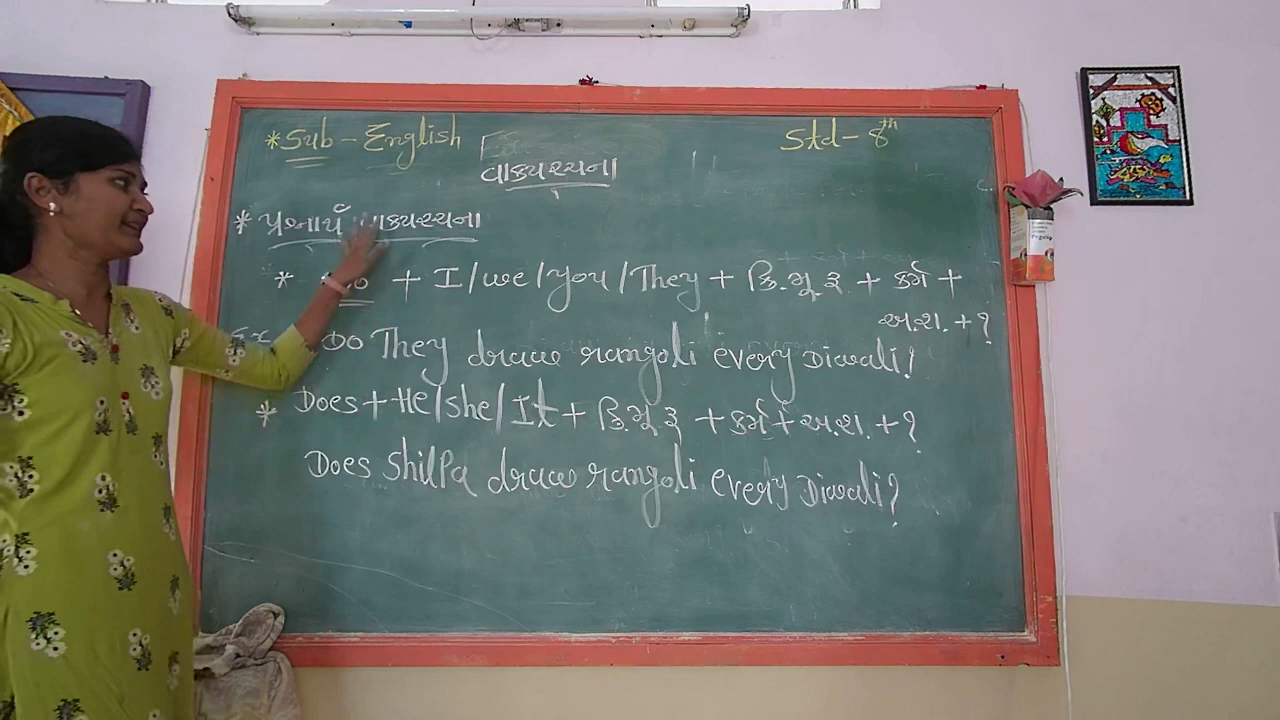 *Sub - English
Std - 8th
વાક્યરચના
* પ્રશ્નાર્થ વાક્યરચના
* Do + I/we/you/They + ક્રિ.મૂ રૂ + કર્મ +
અ.શ. + ?
Ex Do They draw rangoli every Diwali?
* Does + He/she/It + ક્રિ.મૂ રૂ + કર્મ + અ.શ. + ?
Does ShilPa draw rangoli every Diwali?